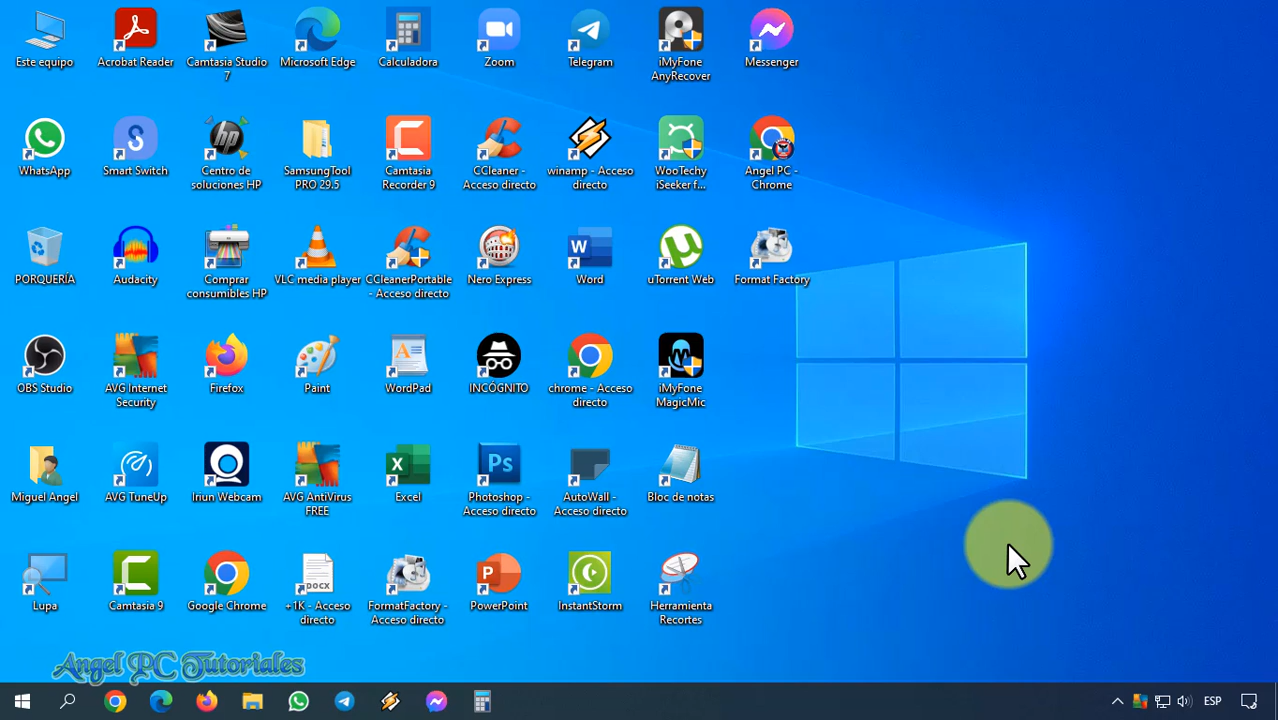 Este equipo
Acrobat Reader
Camtasia Studio
7
Microsoft Edge
Calculadora
Zoom
Telegram
iMyFone
AnyRecover
Messenger
WhatsApp
Smart Switch
hp
Centro de
soluciones HP
SamsungTool
PRO 29.5
Camtasia
Recorder 9
CCleaner -
Acceso directo
winamp - Acceso
directo
WooTechy
iSeeker f...
Angel PC -
Chrome
PORQUERÍA
Audacity
Comprar
consumibles HP
VLC media player
CCleanerPortable
- Acceso directo
Nero Express
W
Word
uTorrent Web
Format Factory
OBS Studio
AVG Internet
Security
Firefox
Paint
WordPad
INCÓGNITO
chrome - Acceso
directo
iMyFone
MagicMic
Miguel Angel
AVG TuneUp
Iriun Webcam
AVG AntiVirus
FREE
X
Excel
Ps
Photoshop -
Acceso directo
AutoWall -
Acceso directo
Bloc de notas
Lupa
Camtasia 9
Google Chrome
DOCX
+1K - Acceso
directo
FormatFactory -
Acceso directo
P
PowerPoint
InstantStorm
Herramienta
Recortes
Angel PC Tutoriales
ESP